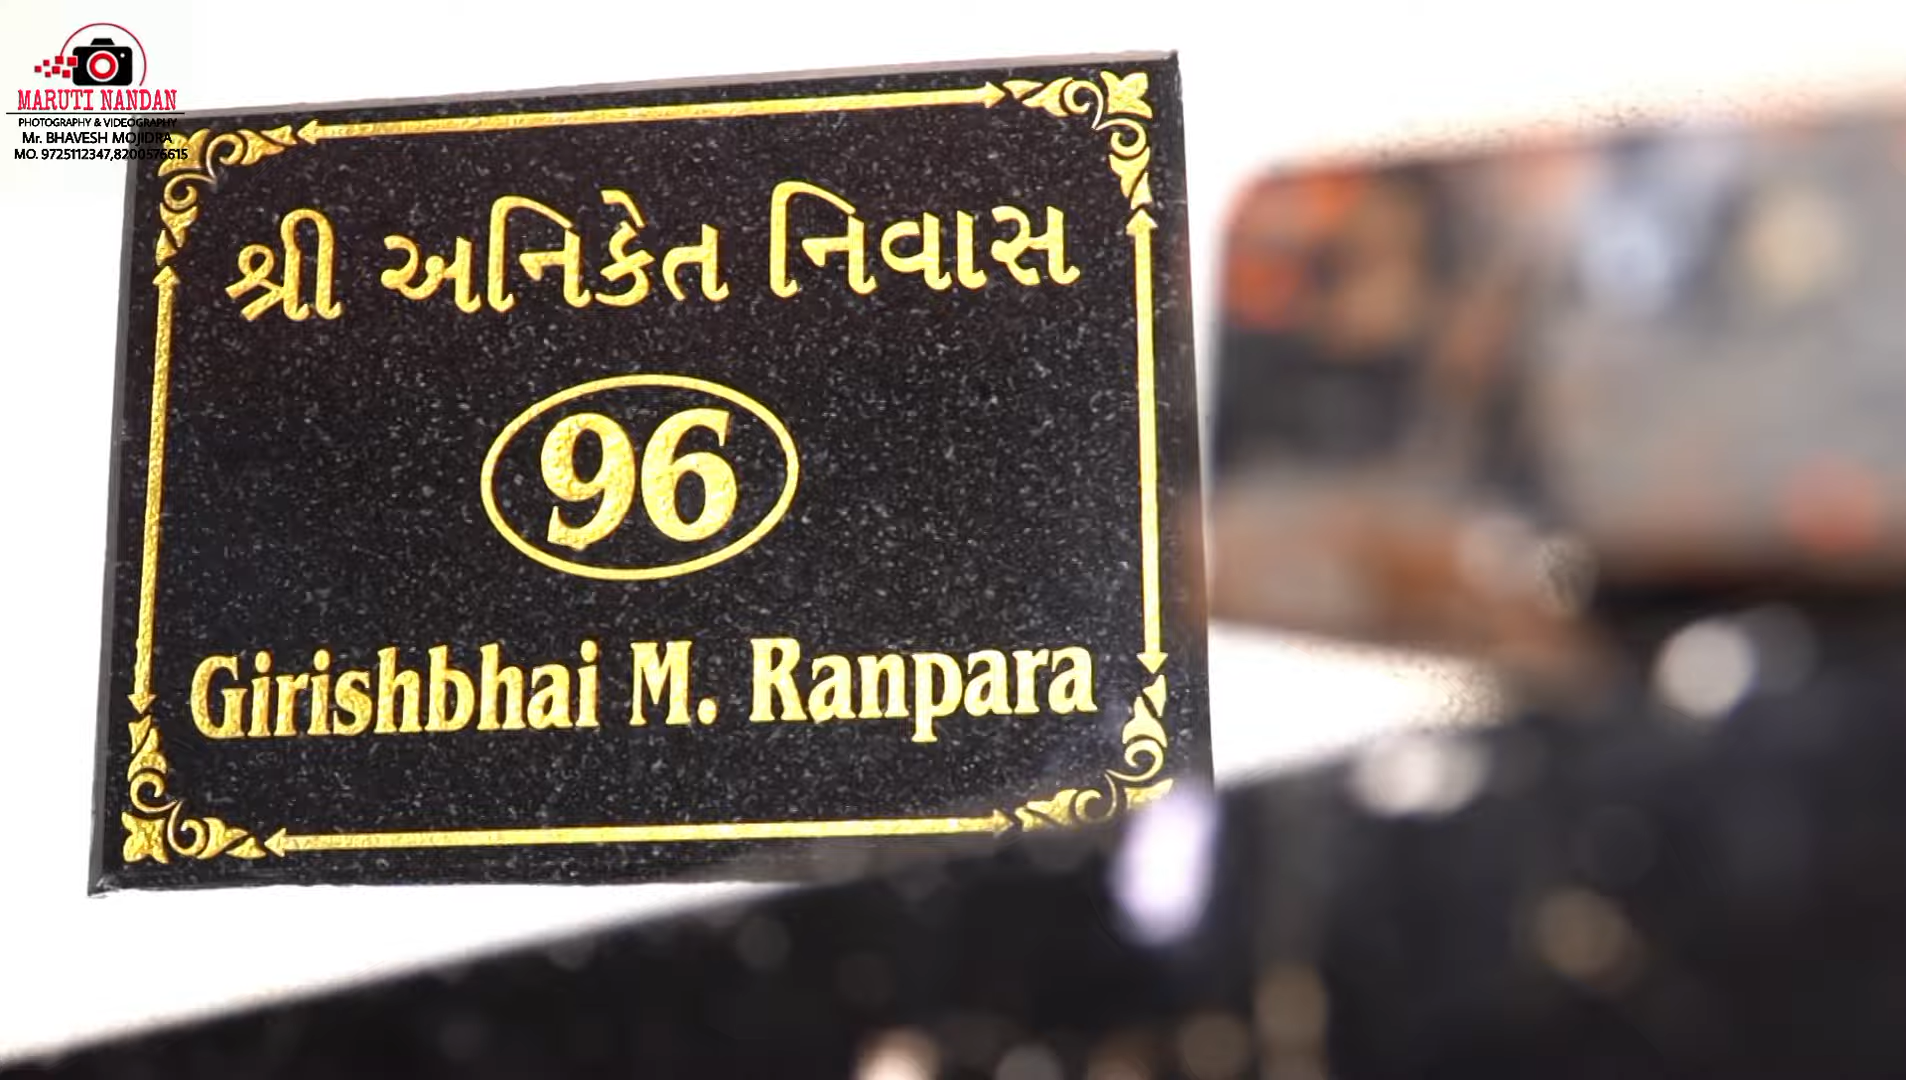 MARUTI NANDAN
PHOTOGRAPHY & VIDEOGRAPHY
Mr. BHAVESH MOJIDRA
MO. 9725112347,8200576615
શ્રી અનિકેત નિવાસ
96
Girishbhai M. Ranpara